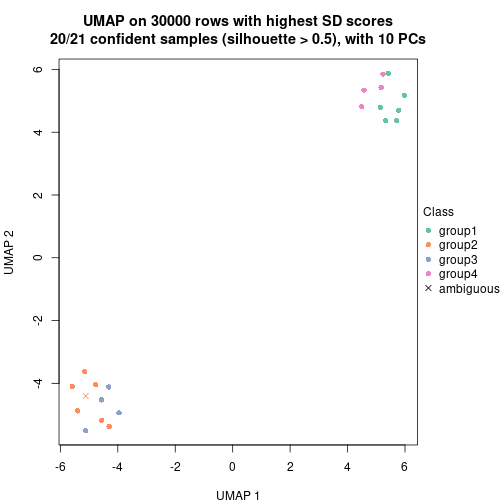 UMAP on 30000 rows with highest SD scores
20/21 confident samples (silhouette > 0.5), with 10 PCs
UMAP 2
6
4
2
0
-2
-4
-6
-4
-2
0
2
4
6
UMAP 1
Class
group1
group2
group3
group4
ambiguous